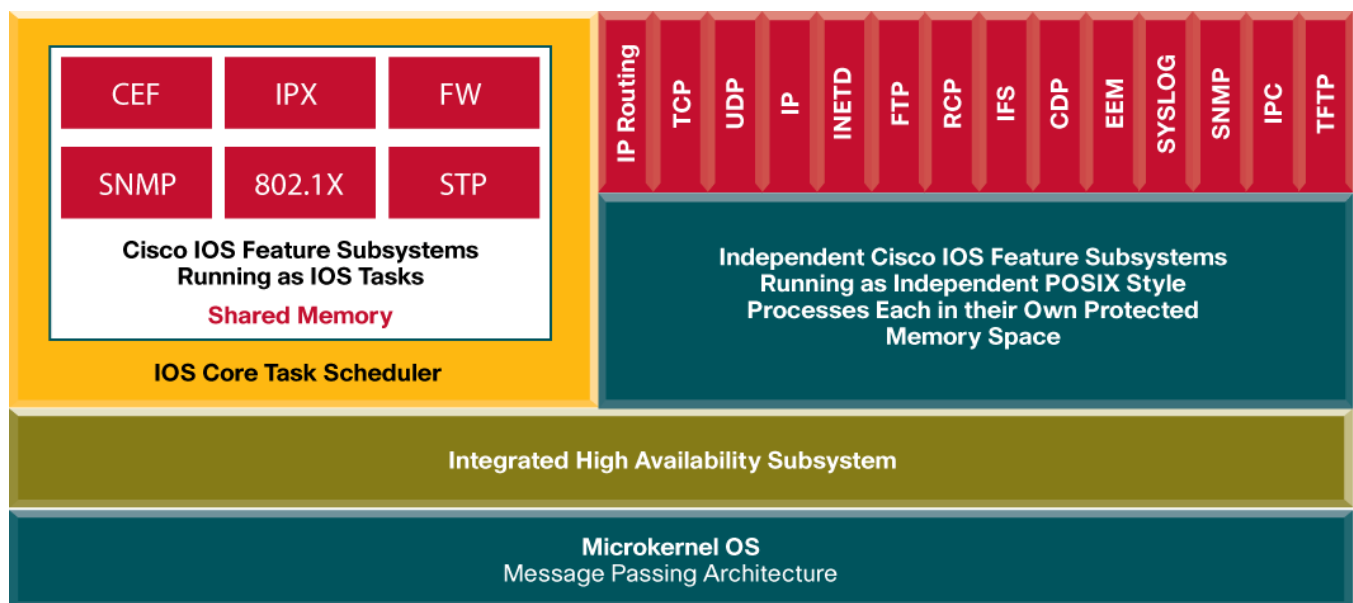 CEF
IPX
FW
SNMP
802.1X
STP
Cisco IOS Feature Subsystems
Running as IOS Tasks
Shared Memory
IOS Core Task Scheduler
IP Routing
TCP
UDP
IP
INETD
FTP
RCP
IFS
CDP
EEM
SYSLOG
SNMP
IPC
TFTP
Independent Cisco IOS Feature Subsystems
Running as Independent POSIX Style
Processes Each in their Own Protected
Memory Space
Integrated High Availability Subsystem
Microkernel OS
Message Passing Architecture